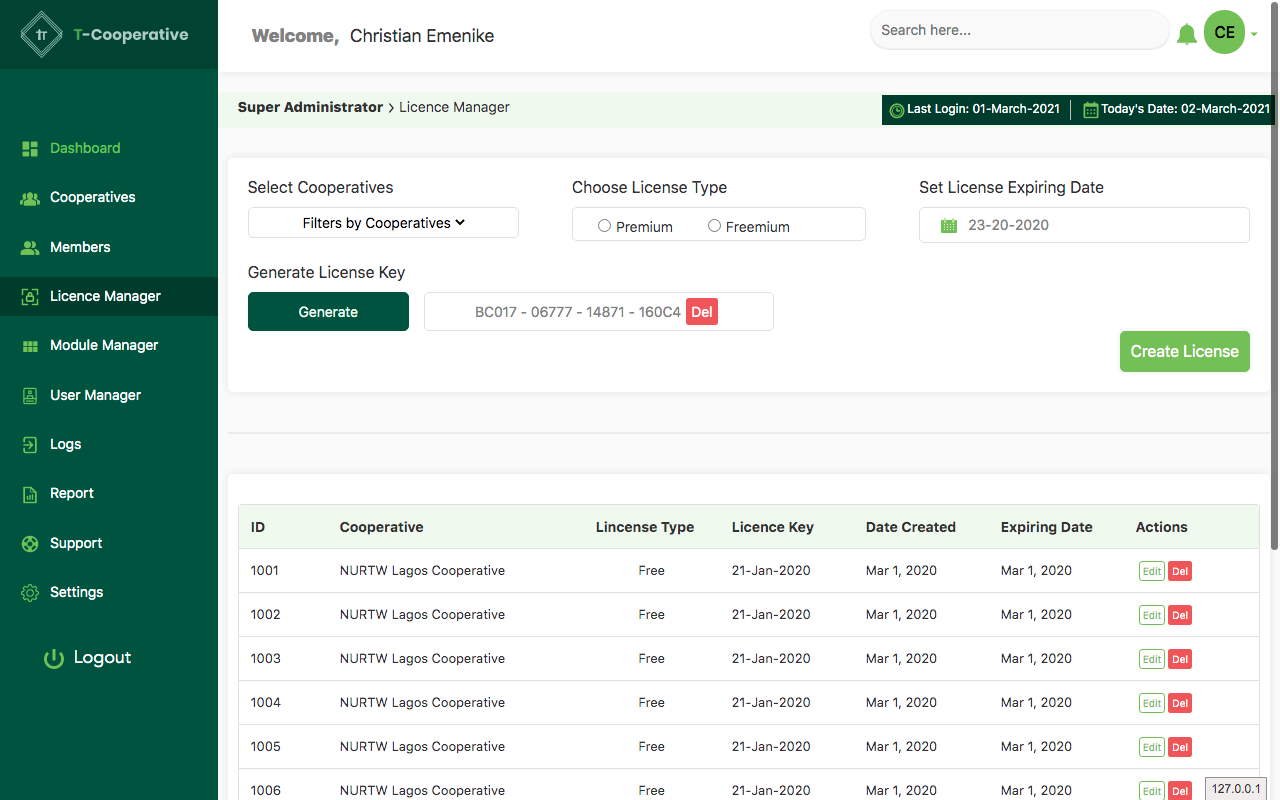 T-Cooperative
Welcome, Christian Emenike
Search here...
CE
Super Administrator > Licence Manager
Last Login: 01-March-2021
Today's Date: 02-March-2021
Dashboard
Cooperatives
Members
Licence Manager
Module Manager
User Manager
Logs
Report
Support
Settings
Logout
Select Cooperatives
Filters by Cooperatives
Choose License Type
Premium
Freemium
Set License Expiring Date
23-20-2020
Generate License Key
Generate
BC017 - 06777 - 14871 - 160C4 Del
Create License
ID Cooperative Lincense Type Licence Key Date Created Expiring Date Actions
1001 NURTW Lagos Cooperative Free 21-Jan-2020 Mar 1, 2020 Mar 1, 2020 Edit Del
1002 NURTW Lagos Cooperative Free 21-Jan-2020 Mar 1, 2020 Mar 1, 2020 Edit Del
1003 NURTW Lagos Cooperative Free 21-Jan-2020 Mar 1, 2020 Mar 1, 2020 Edit Del
1004 NURTW Lagos Cooperative Free 21-Jan-2020 Mar 1, 2020 Mar 1, 2020 Edit Del
1005 NURTW Lagos Cooperative Free 21-Jan-2020 Mar 1, 2020 Mar 1, 2020 Edit Del
1006 NURTW Lagos Cooperative Free 21-Jan-2020 Mar 1, 2020 Mar 1, 2020 Edit Del
127.0.0.1